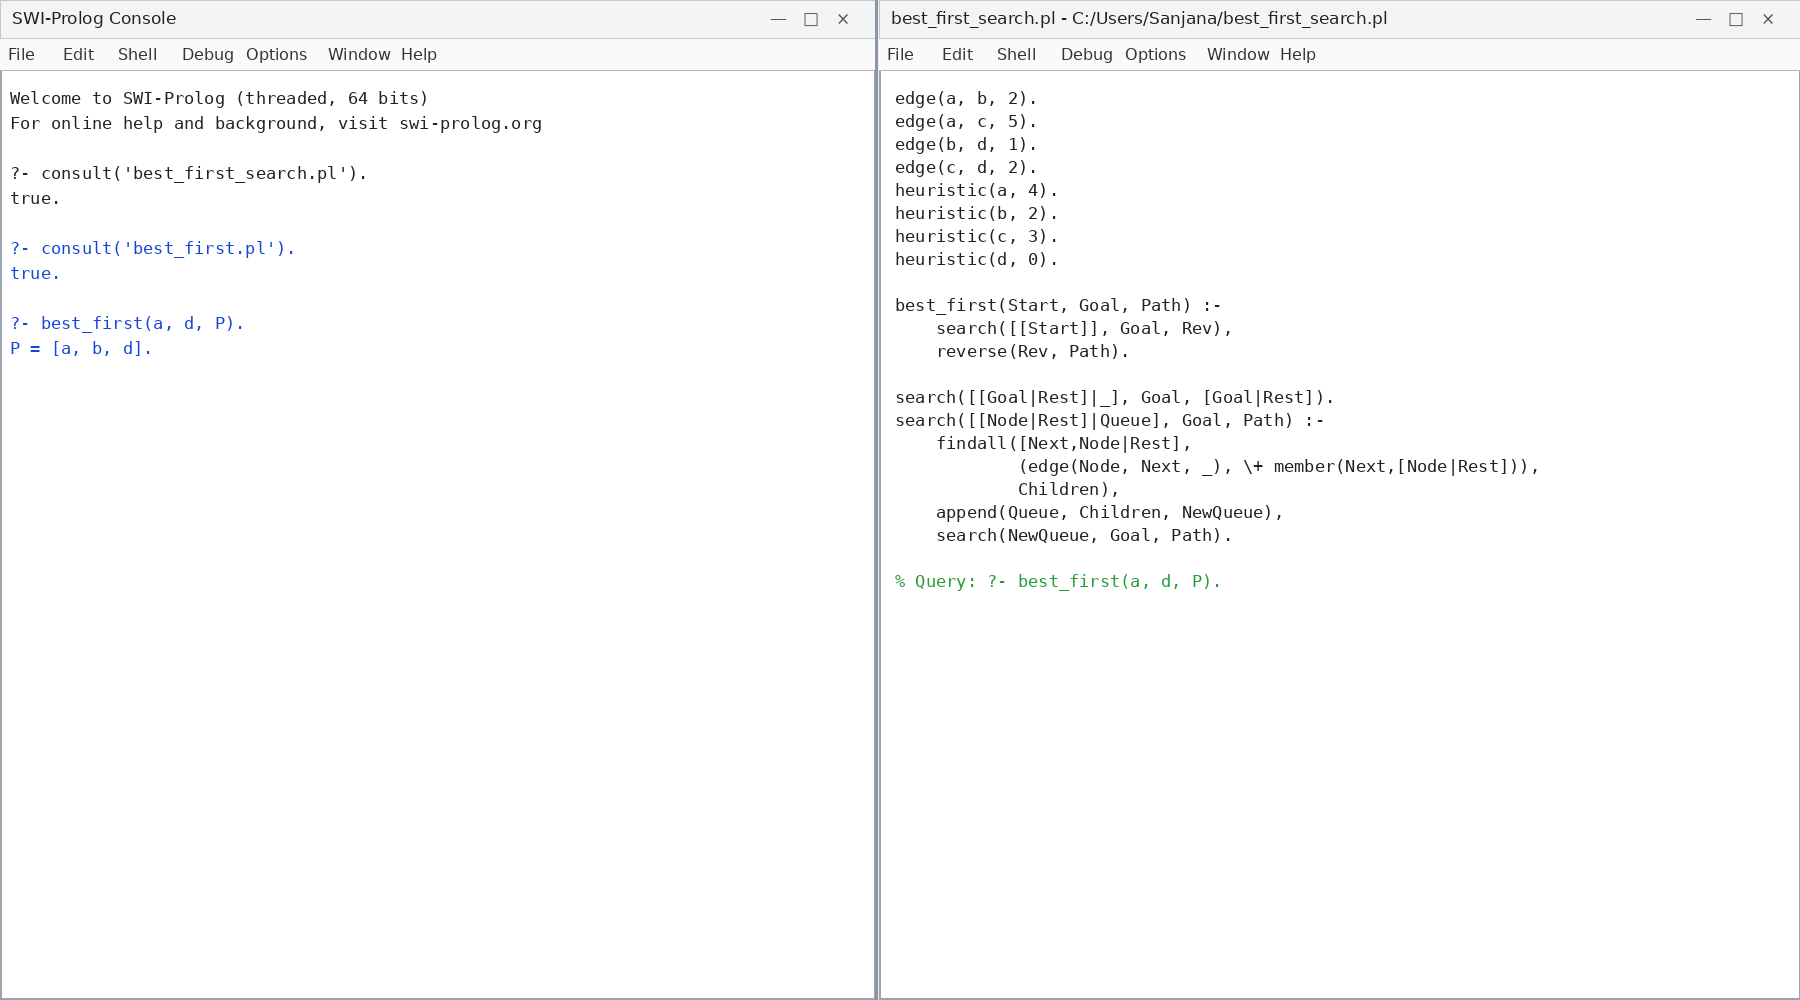 SWI-Prolog Console
File Edit Shell Debug Options Window Help
Welcome to SWI-Prolog (threaded, 64 bits)
For online help and background, visit swi-prolog.org
?- consult('best_first_search.pl').
true.
?- consult('best_first.pl').
true.
?- best_first(a, d, P).
P = [a, b, d].
best_first_search.pl - C:/Users/Sanjana/best_first_search.pl
File Edit Shell Debug Options Window Help
edge(a, b, 2).
edge(a, c, 5).
edge(b, d, 1).
edge(c, d, 2).
heuristic(a, 4).
heuristic(b, 2).
heuristic(c, 3).
heuristic(d, 0).
best_first(Start, Goal, Path) :-
    search([[Start]], Goal, Rev),
    reverse(Rev, Path).
search([[Goal|Rest]|_], Goal, [Goal|Rest]).
search([[Node|Rest]|Queue], Goal, Path) :-
    findall([Next,Node|Rest],
            (edge(Node, Next, _), \+ member(Next,[Node|Rest])),
            Children),
    append(Queue, Children, NewQueue),
    search(NewQueue, Goal, Path).
% Query: ?- best_first(a, d, P).